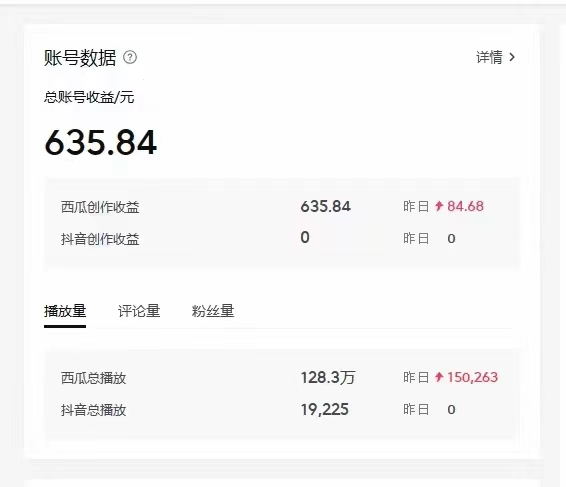 账号数据 ? 详情 >
总账号收益/元
635.84
西瓜创作收益 635.84 昨日 84.68
抖音创作收益 0 昨日 0
播放量 评论量 粉丝量
西瓜总播放 128.3万 昨日 150,263
抖音总播放 19,225 昨日 0